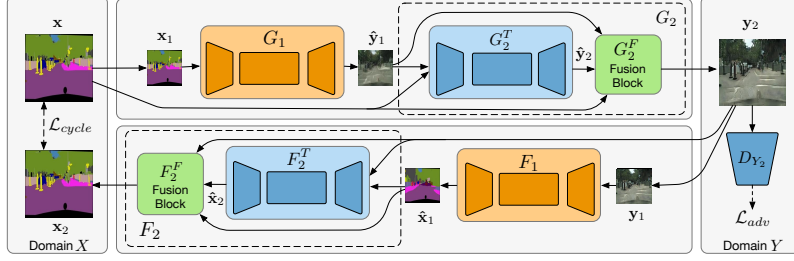 x
x₁
G₁
ŷ₁
G₂ᵀ
ŷ₂
G₂ᶠ
Fusion
Block
G₂
y₂
ℒcycle
x₂
Domain X
F₂ᶠ
Fusion
Block
F₂
x̂₂
F₂ᵀ
x̂₁
F₁
y₁
D_Y₂
ℒadv
Domain Y